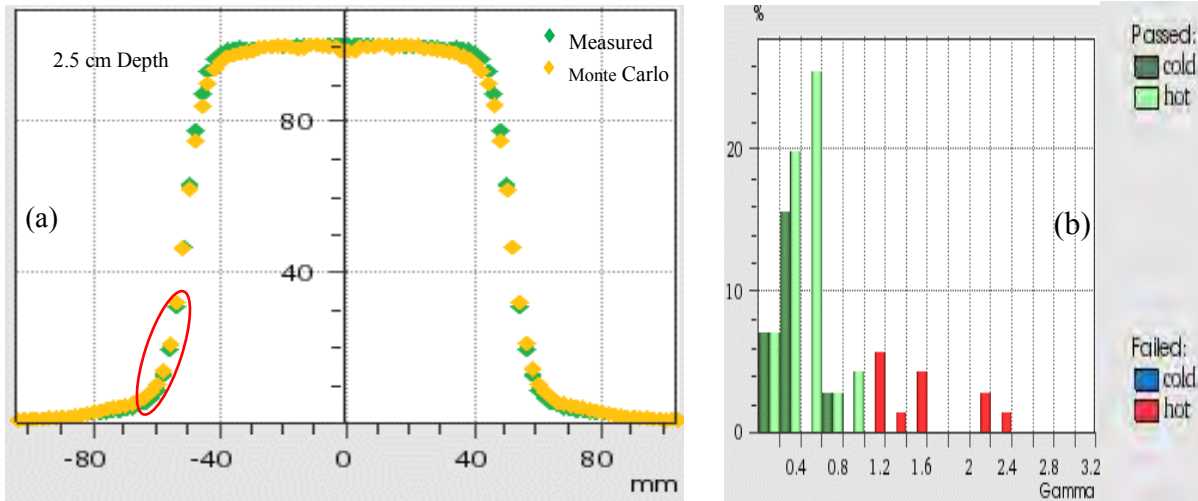 2.5 cm Depth
Measured
Monte Carlo
80
(a)
40
-80 -40 0 40 80
mm
%
20
(b)
10
0
0.4 0.8 1.2 1.6 2 2.4 2.8 3.2
Gamma
Passed:
cold
hot
Failed:
cold
hot